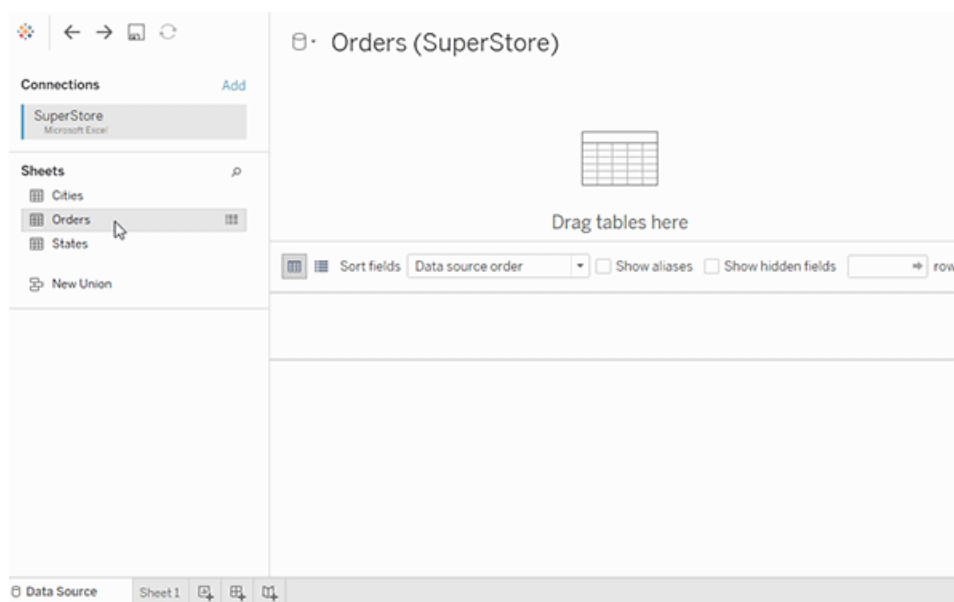 Orders (SuperStore)
Connections
Add
SuperStore
Microsoft Excel
Sheets
Cities
Orders
States
New Union
Drag tables here
Sort fields
Data source order
Show aliases
Show hidden fields
row
Data Source
Sheet 1